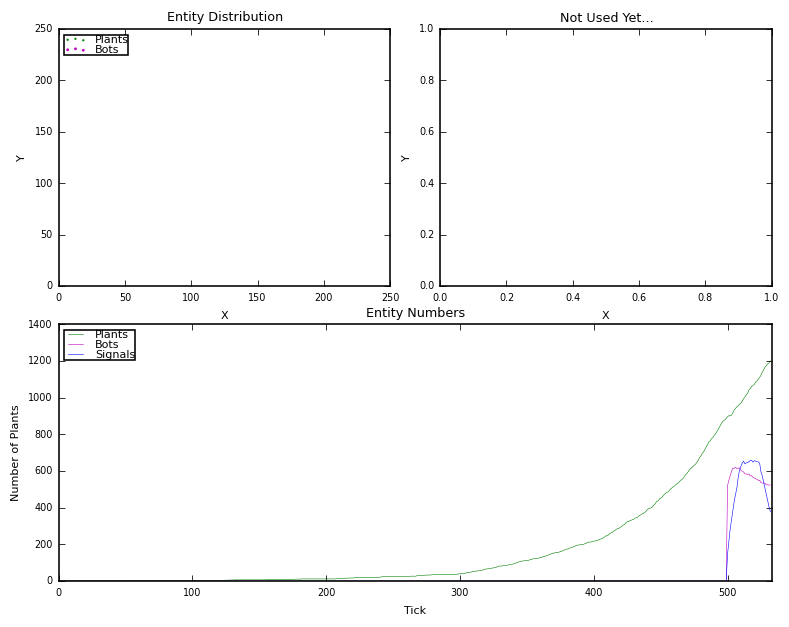 Entity Distribution
250
200
150
100
50
0
Y
Plants
Bots
0 50 100 150 200 250
X
Not Used Yet...
1.0
0.8
0.6
0.4
0.2
0.0
Y
0.0 0.2 0.4 0.6 0.8 1.0
X
Entity Numbers
1400
1200
1000
800
600
400
200
0
Number of Plants
Plants
Bots
Signals
0 100 200 300 400 500
Tick